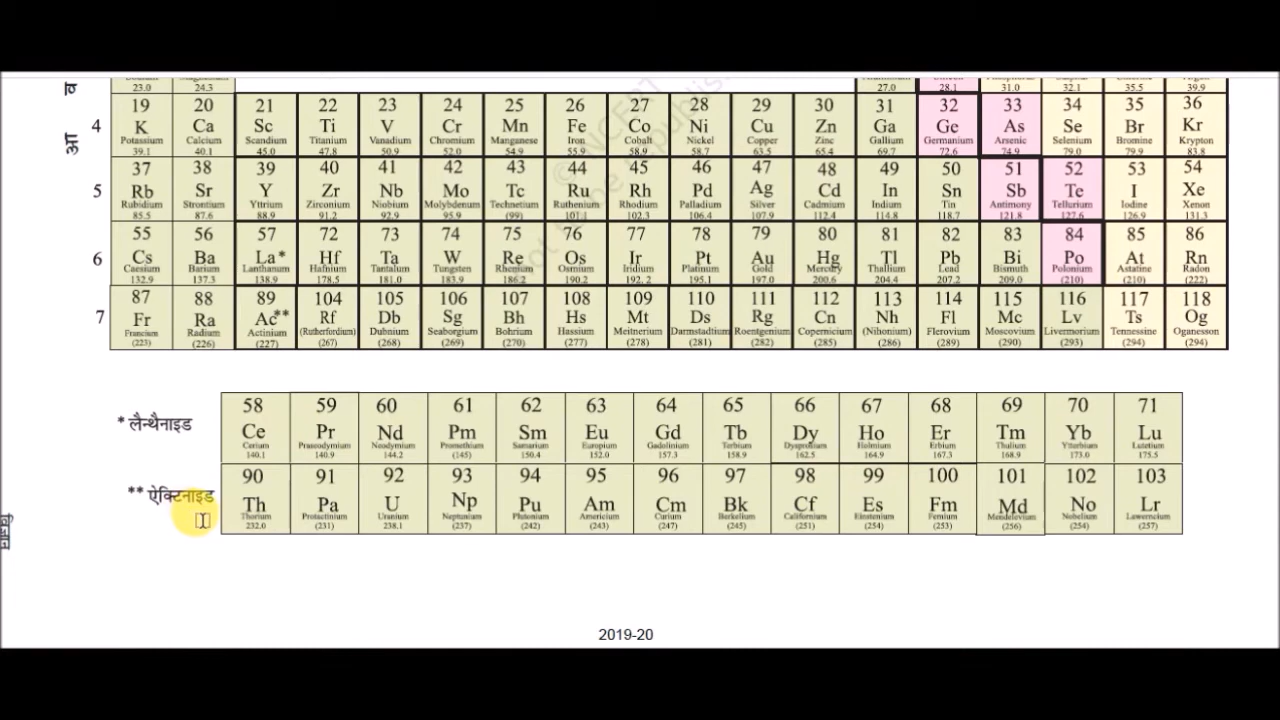 23.0 24.3 27.0 28.1 31.0 32.1 35.5 39.9
19 20 21 22 23 24 25 26 27 28 29 30 31 32 33 34 35 36
4 K Ca Sc Ti V Cr Mn Fe Co Ni Cu Zn Ga Ge As Se Br Kr
Potassium Calcium Scandium Titanium Vanadium Chromium Manganese Iron Cobalt Nickel Copper Zinc Gallium Germanium Arsenic Selenium Bromine Krypton
39.1 40.1 45.0 47.8 50.9 52.0 54.9 55.9 58.9 58.7 63.5 65.4 69.7 72.6 74.9 79.0 79.9 83.8
37 38 39 40 41 42 43 44 45 46 47 48 49 50 51 52 53 54
5 Rb Sr Y Zr Nb Mo Tc Ru Rh Pd Ag Cd In Sn Sb Te I Xe
Rubidium Strontium Yttrium Zirconium Niobium Molybdenum Technetium Ruthenium Rhodium Palladium Silver Cadmium Indium Tin Antimony Tellurium Iodine Xenon
85.5 87.6 88.9 91.2 92.9 95.9 (99) 101.1 102.3 106.4 107.9 112.4 114.8 118.7 121.8 127.6 126.9 131.3
55 56 57 72 73 74 75 76 77 78 79 80 81 82 83 84 85 86
6 Cs Ba La* Hf Ta W Re Os Ir Pt Au Hg Tl Pb Bi Po At Rn
Caesium Barium Lanthanum Hafnium Tantalum Tungsten Rhenium Osmium Iridium Platinum Gold Mercury Thallium Lead Bismuth Polonium Astatine Radon
132.9 137.3 138.9 178.5 181.0 183.9 186.2 190.2 192.2 195.1 197.0 200.6 204.4 207.2 209.0 (210) (210) (222)
87 88 89 104 105 106 107 108 109 110 111 112 113 114 115 116 117 118
7 Fr Ra Ac** Rf Db Sg Bh Hs Mt Ds Rg Cn Nh Fl Mc Lv Ts Og
Francium Radium Actinium (Rutherfordium) Dubnium Seaborgium Bohrium Hassium Meitnerium Darmstadtium Roentgenium Copernicium (Nihonium) Flerovium Moscovium Livermorium Tennessine Oganesson
(223) (226) (227) (267) (268) (269) (270) (277) (278) (281) (282) (285) (286) (289) (290) (293) (294) (294)
58 59 60 61 62 63 64 65 66 67 68 69 70 71
* लैन्थैनाइड Ce Pr Nd Pm Sm Eu Gd Tb Dy Ho Er Tm Yb Lu
Cerium Praseodymium Neodymium Promethium Samarium Europium Gadolinium Terbium Dysprosium Holmium Erbium Thulium Ytterbium Lutetium
140.1 140.9 144.2 (145) 150.4 152.0 157.3 158.9 162.5 164.9 167.3 168.9 173.0 175.5
90 91 92 93 94 95 96 97 98 99 100 101 102 103
** ऐक्टिनाइड Th Pa U Np Pu Am Cm Bk Cf Es Fm Md No Lr
Thorium Protactinium Uranium Neptunium Plutonium Americium Curium Berkelium Californium Einstenium Femium Mendelevium Nobelium Lawerncium
232.0 (231) 238.1 (237) (242) (243) (247) (245) (251) (254) (253) (256) (254) (257)
विज्ञान
2019-20